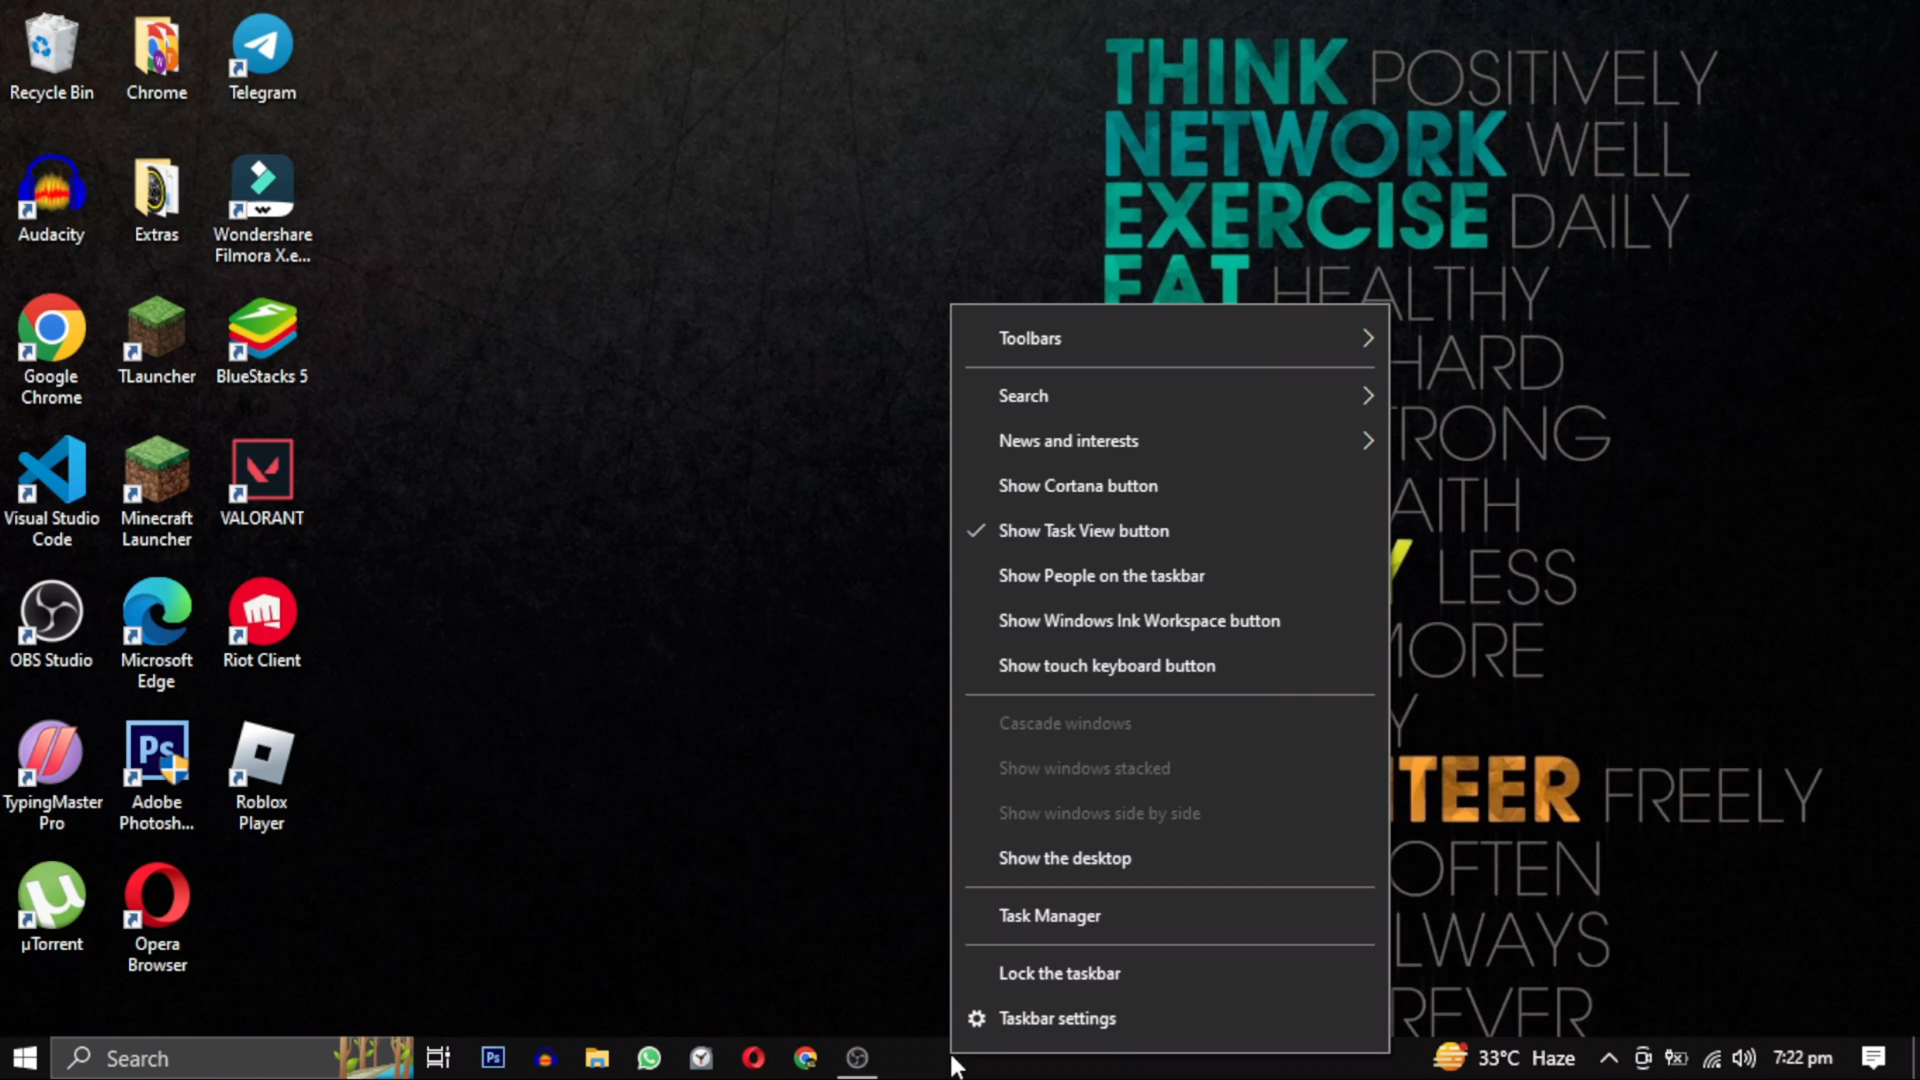 Recycle Bin
Chrome
Telegram
Audacity
Extras
Wondershare
Filmora X.e...
Google
Chrome
TLauncher
BlueStacks 5
Visual Studio
Code
Minecraft
Launcher
VALORANT
OBS Studio
Microsoft
Edge
Riot Client
TypingMaster
Pro
Ps
Adobe
Photosh...
Roblox
Player
µTorrent
Opera
Browser
THINK POSITIVELY
NETWORK WELL
EXERCISE DAILY
EAT HEALTHY
HARD
TRONG
AITH
Y LESS
MORE
Y
TEER FREELY
OFTEN
LWAYS
REVER
Toolbars
Search
News and interests
Show Cortana button
Show Task View button
Show People on the taskbar
Show Windows Ink Workspace button
Show touch keyboard button
Cascade windows
Show windows stacked
Show windows side by side
Show the desktop
Task Manager
Lock the taskbar
Taskbar settings
Search
Ps
33°C Haze
7:22 pm